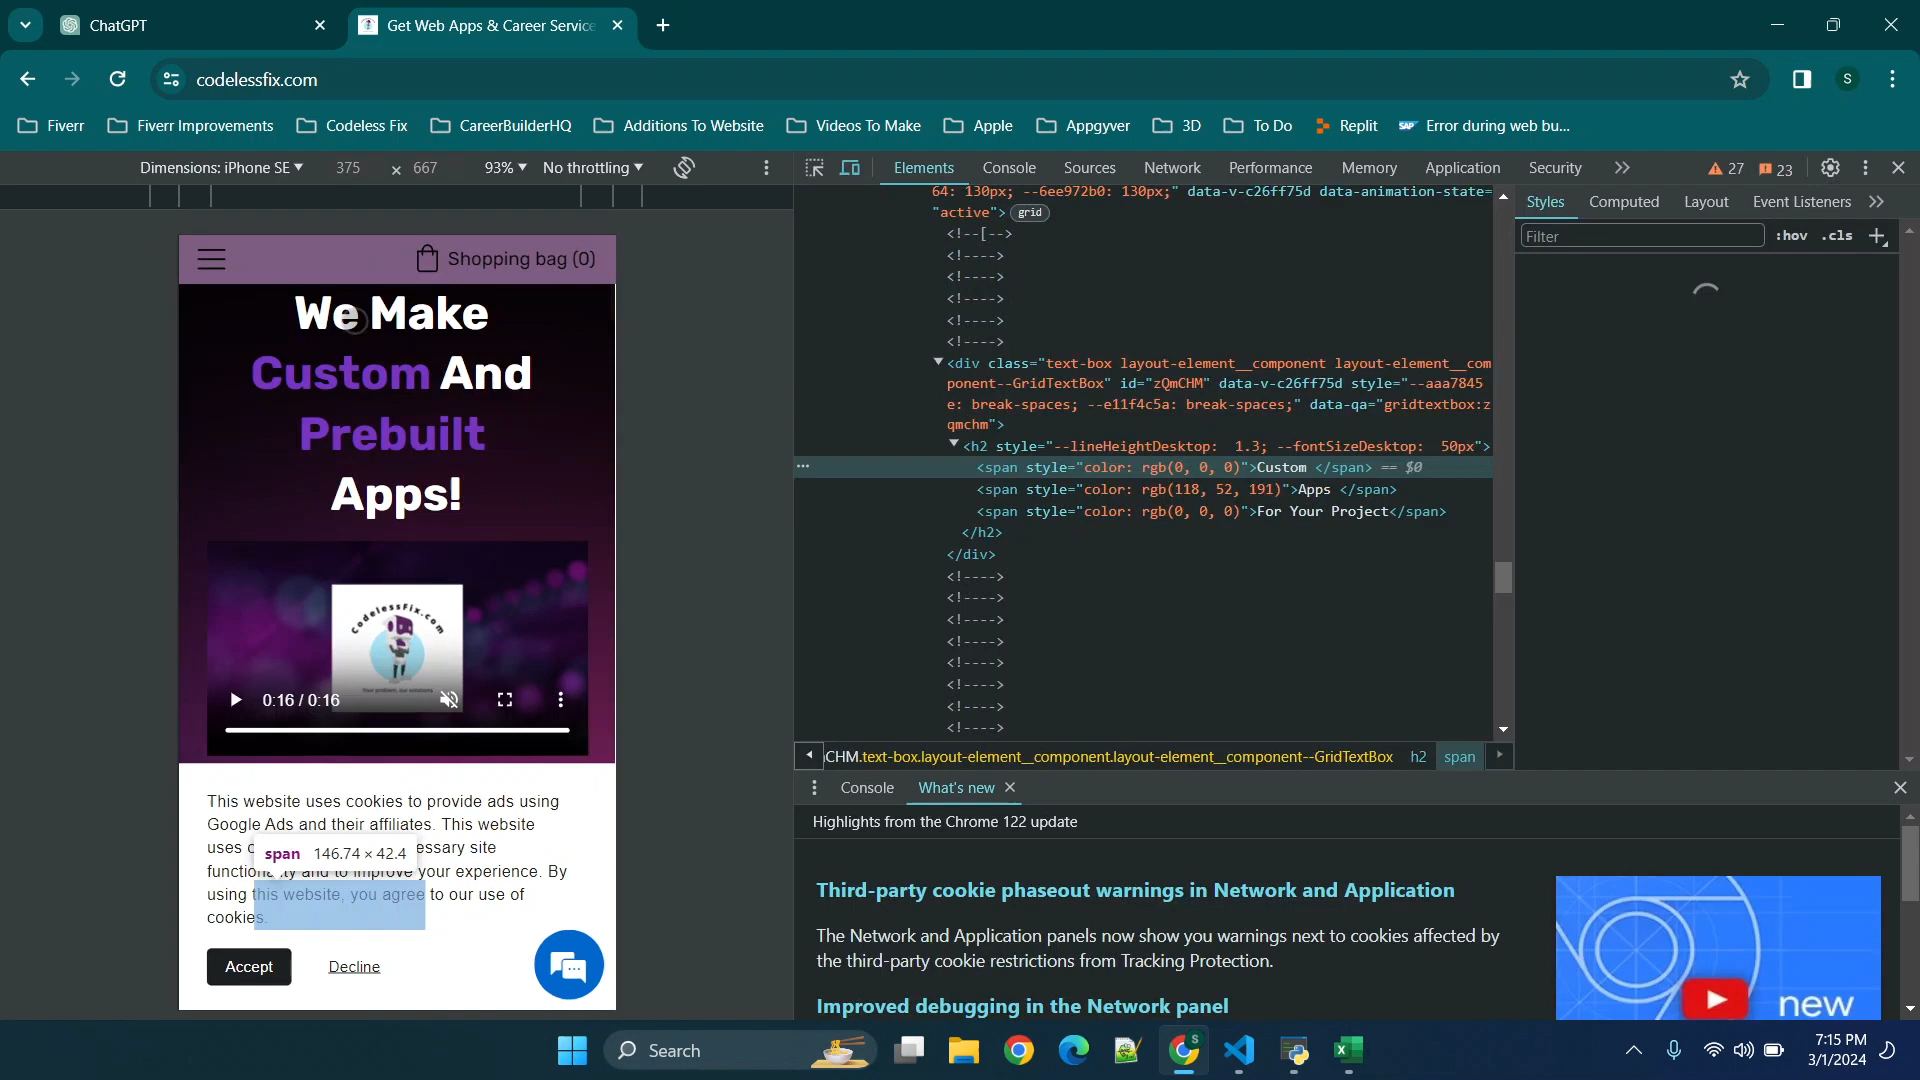 ChatGPT
Get Web Apps & Career Service
codelessfix.com
S
Fiverr
Fiverr Improvements
Codeless Fix
CareerBuilderHQ
Additions To Website
Videos To Make
Apple
Appgyver
3D
To Do
Replit
SAP
Error during web bu...
Dimensions: iPhone SE
375
×
667
93%
No throttling
Elements
Console
Sources
Network
Performance
Memory
Application
Security
27
23
64: 130px; --6ee972b0: 130px;" data-v-c26ff75d data-animation-state=
"active"> grid
<!--[-->
<!---->
<!---->
<!---->
<!---->
<!---->
<div class="text-box layout-element__component layout-element__com
ponent--GridTextBox" id="zQmCHM" data-v-c26ff75d style="--aaa7845
e: break-spaces; --e11f4c5a: break-spaces;" data-qa="gridtextbox:z
qmchm">
<h2 style="--lineHeightDesktop: 1.3; --fontSizeDesktop: 50px">
<span style="color: rgb(0, 0, 0)">Custom </span> == $0
<span style="color: rgb(118, 52, 191)">Apps </span>
<span style="color: rgb(0, 0, 0)">For Your Project</span>
</h2>
</div>
<!---->
<!---->
<!---->
<!---->
<!---->
<!---->
<!---->
<!---->
CHM.text-box.layout-element__component.layout-element__component--GridTextBox
h2
span
Styles
Computed
Layout
Event Listeners
Filter
:hov
.cls
Shopping bag (0)
We Make
Custom And
Prebuilt
Apps!
CodelessFix.com
Your problem, our solutions
0:16 / 0:16
This website uses cookies to provide ads using
Google Ads and their affiliates. This website
uses c
essary site
span 146.74 × 42.4
functionality and to improve your experience. By
using this website, you agree to our use of
cookies.
Accept
Decline
Console
What's new
Highlights from the Chrome 122 update
Third-party cookie phaseout warnings in Network and Application
The Network and Application panels now show you warnings next to cookies affected by
the third-party cookie restrictions from Tracking Protection.
Improved debugging in the Network panel
new
Search
S
7:15 PM
3/1/2024